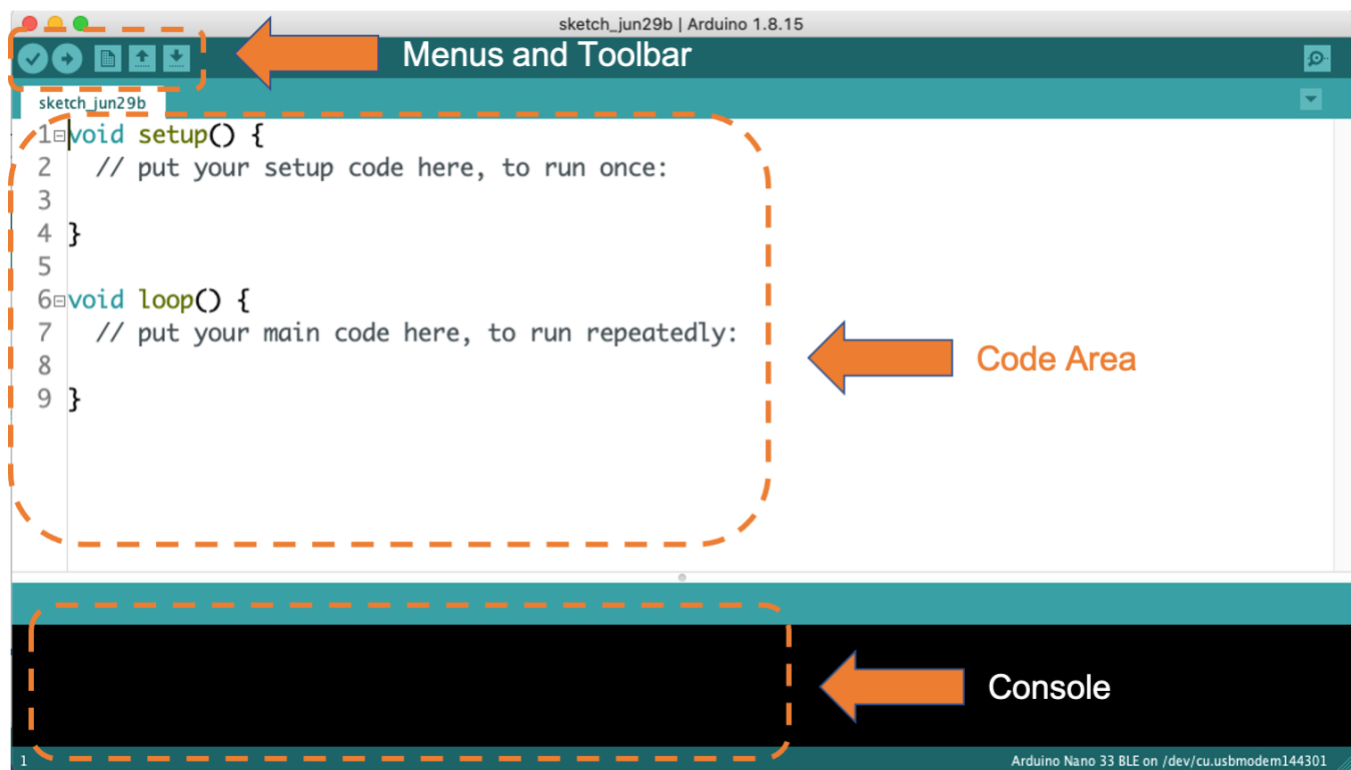 sketch_jun29b | Arduino 1.8.15
Menus and Toolbar
sketch_jun29b
1 void setup() {
2 // put your setup code here, to run once:
3
4 }
5
6 void loop() {
7 // put your main code here, to run repeatedly:
8
9 }
Code Area
Console
1
Arduino Nano 33 BLE on /dev/cu.usbmodem144301